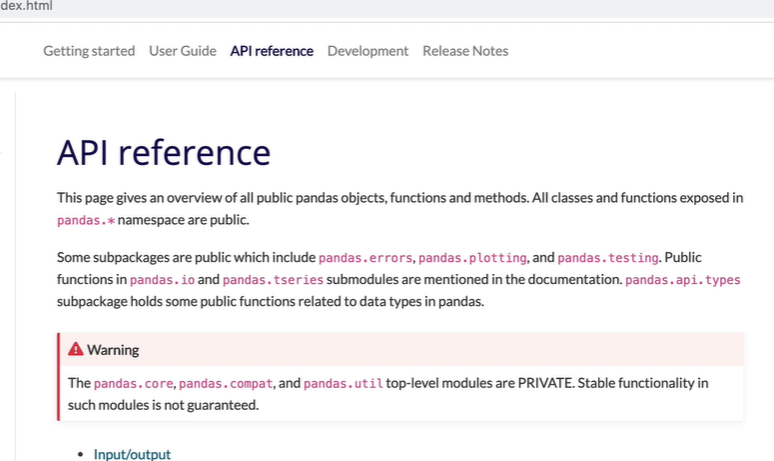 dex.html
Getting started User Guide API reference Development Release Notes
API reference
This page gives an overview of all public pandas objects, functions and methods. All classes and functions exposed in
pandas.* namespace are public.
Some subpackages are public which include pandas.errors, pandas.plotting, and pandas.testing. Public
functions in pandas.io and pandas.tseries submodules are mentioned in the documentation. pandas.api.types
subpackage holds some public functions related to data types in pandas.
Warning
The pandas.core, pandas.compat, and pandas.util top-level modules are PRIVATE. Stable functionality in
such modules is not guaranteed.
• Input/output